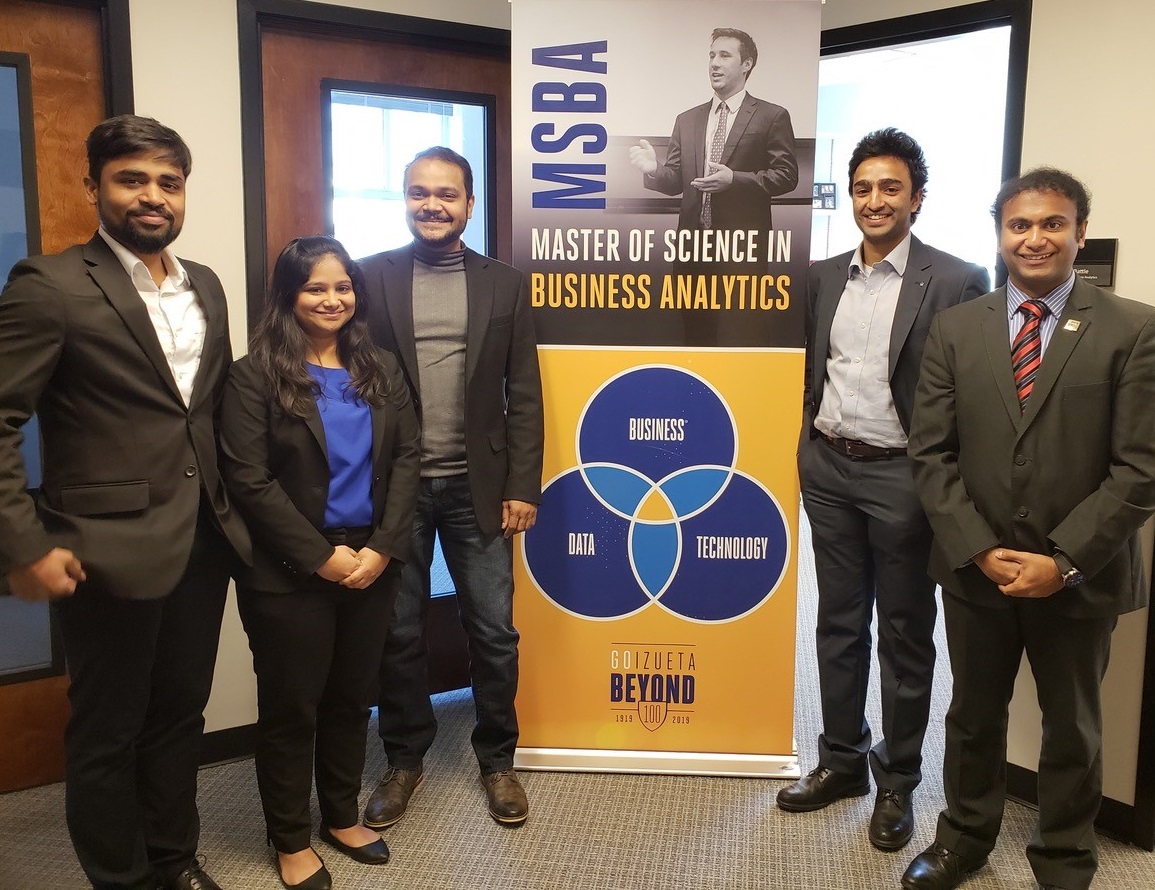 MSBA
MASTER OF SCIENCE IN
BUSINESS ANALYTICS
BUSINESS
DATA
TECHNOLOGY
GOIZUETA
BEYOND
100
1919 2019